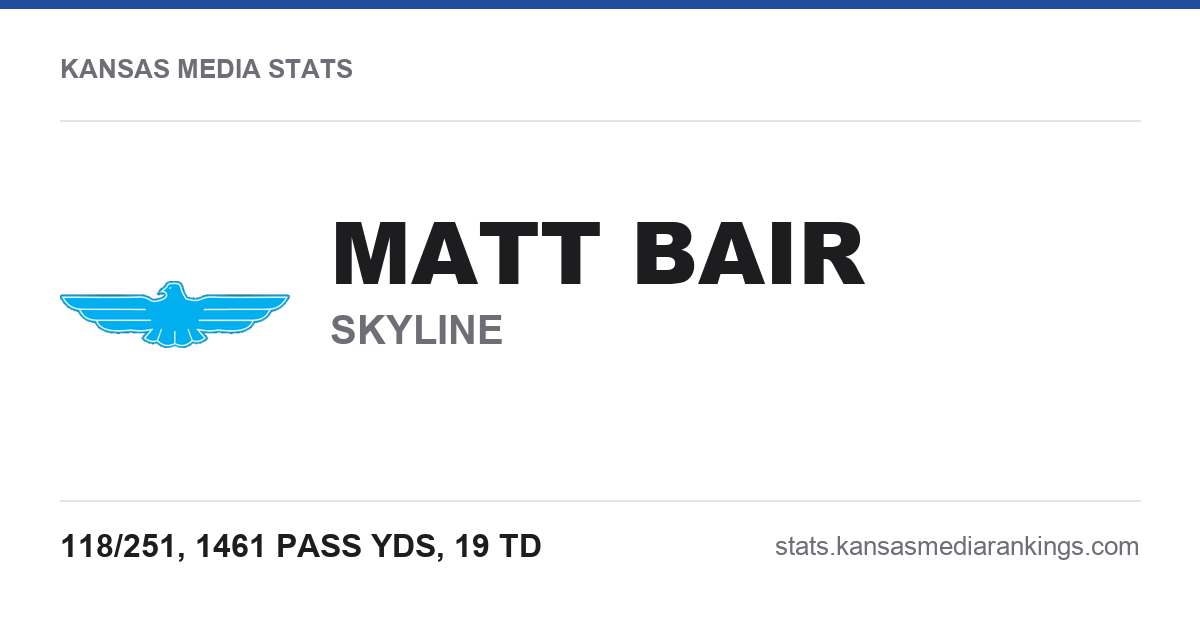 KANSAS MEDIA STATS
MATT BAIR
SKYLINE
118/251, 1461 PASS YDS, 19 TD
stats.kansasmediarankings.com